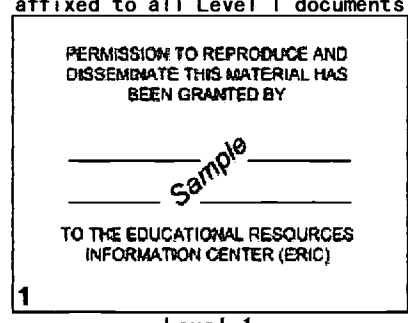 affixed to all Level 1 documents
PERMISSION TO REPRODUCE AND
DISSEMINATE THIS MATERIAL HAS
BEEN GRANTED BY
Sample
TO THE EDUCATIONAL RESOURCES
INFORMATION CENTER (ERIC)
1
Level 1